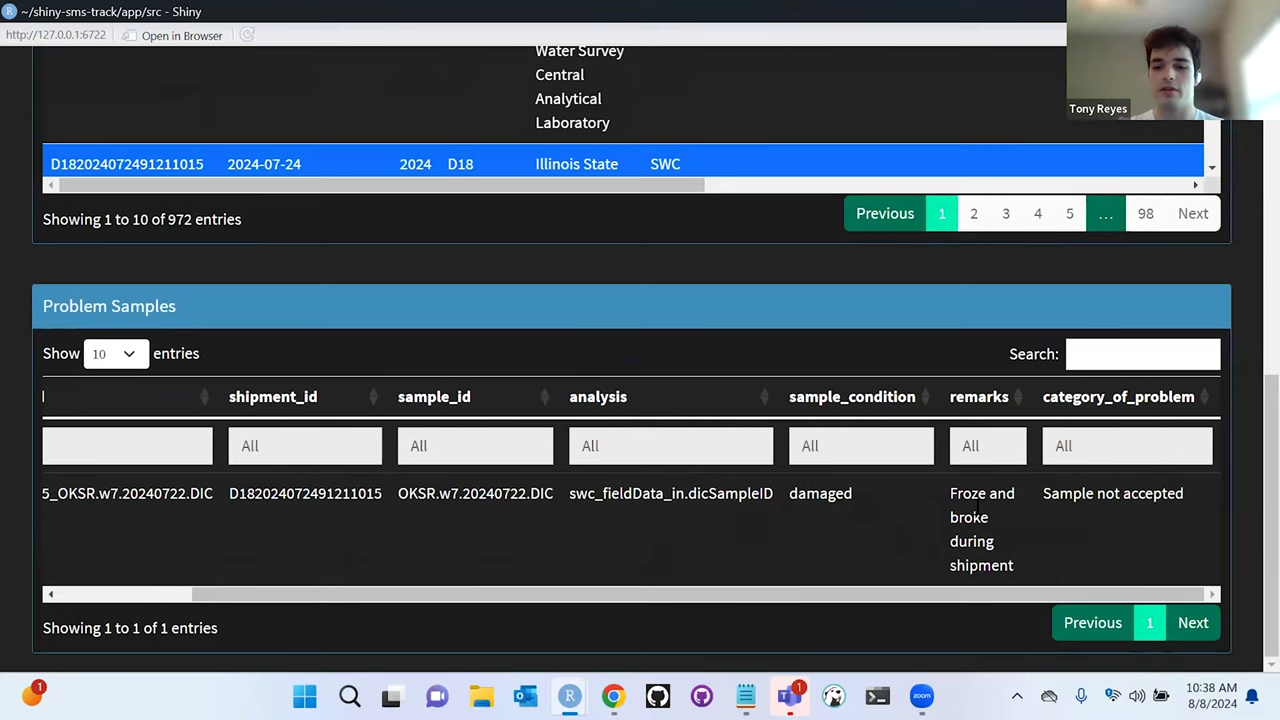 ~/shiny-sms-track/app/src - Shiny
http://127.0.0.1:6722 Open in Browser
Tony Reyes
Water Survey
Central
Analytical
Laboratory
D182024072491211015 2024-07-24 2024 D18 Illinois State SWC
Showing 1 to 10 of 972 entries
Previous 1 2 3 4 5 … 98 Next
Problem Samples
Show 10 entries
Search:
shipment_id sample_id analysis sample_condition remarks category_of_problem
All All All All All All
5_OKSR.w7.20240722.DIC D182024072491211015 OKSR.w7.20240722.DIC swc_fieldData_in.dicSampleID damaged Froze and Sample not accepted
broke
during
shipment
Showing 1 to 1 of 1 entries
Previous 1 Next
1
1
zoom
10:38 AM
8/8/2024